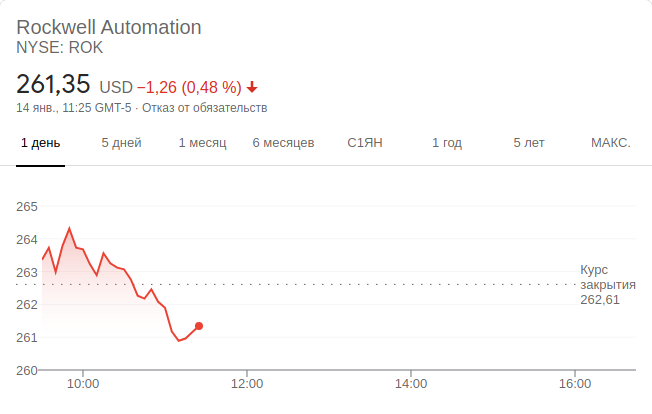 Rockwell Automation
NYSE: ROK
261,35 USD −1,26 (0,48 %)
14 янв., 11:25 GMT-5 · Отказ от обязательств
1 день 5 дней 1 месяц 6 месяцев С1ЯН 1 год 5 лет МАКС.
265
264
263
262
261
260
Курс
закрытия
262,61
10:00 12:00 14:00 16:00